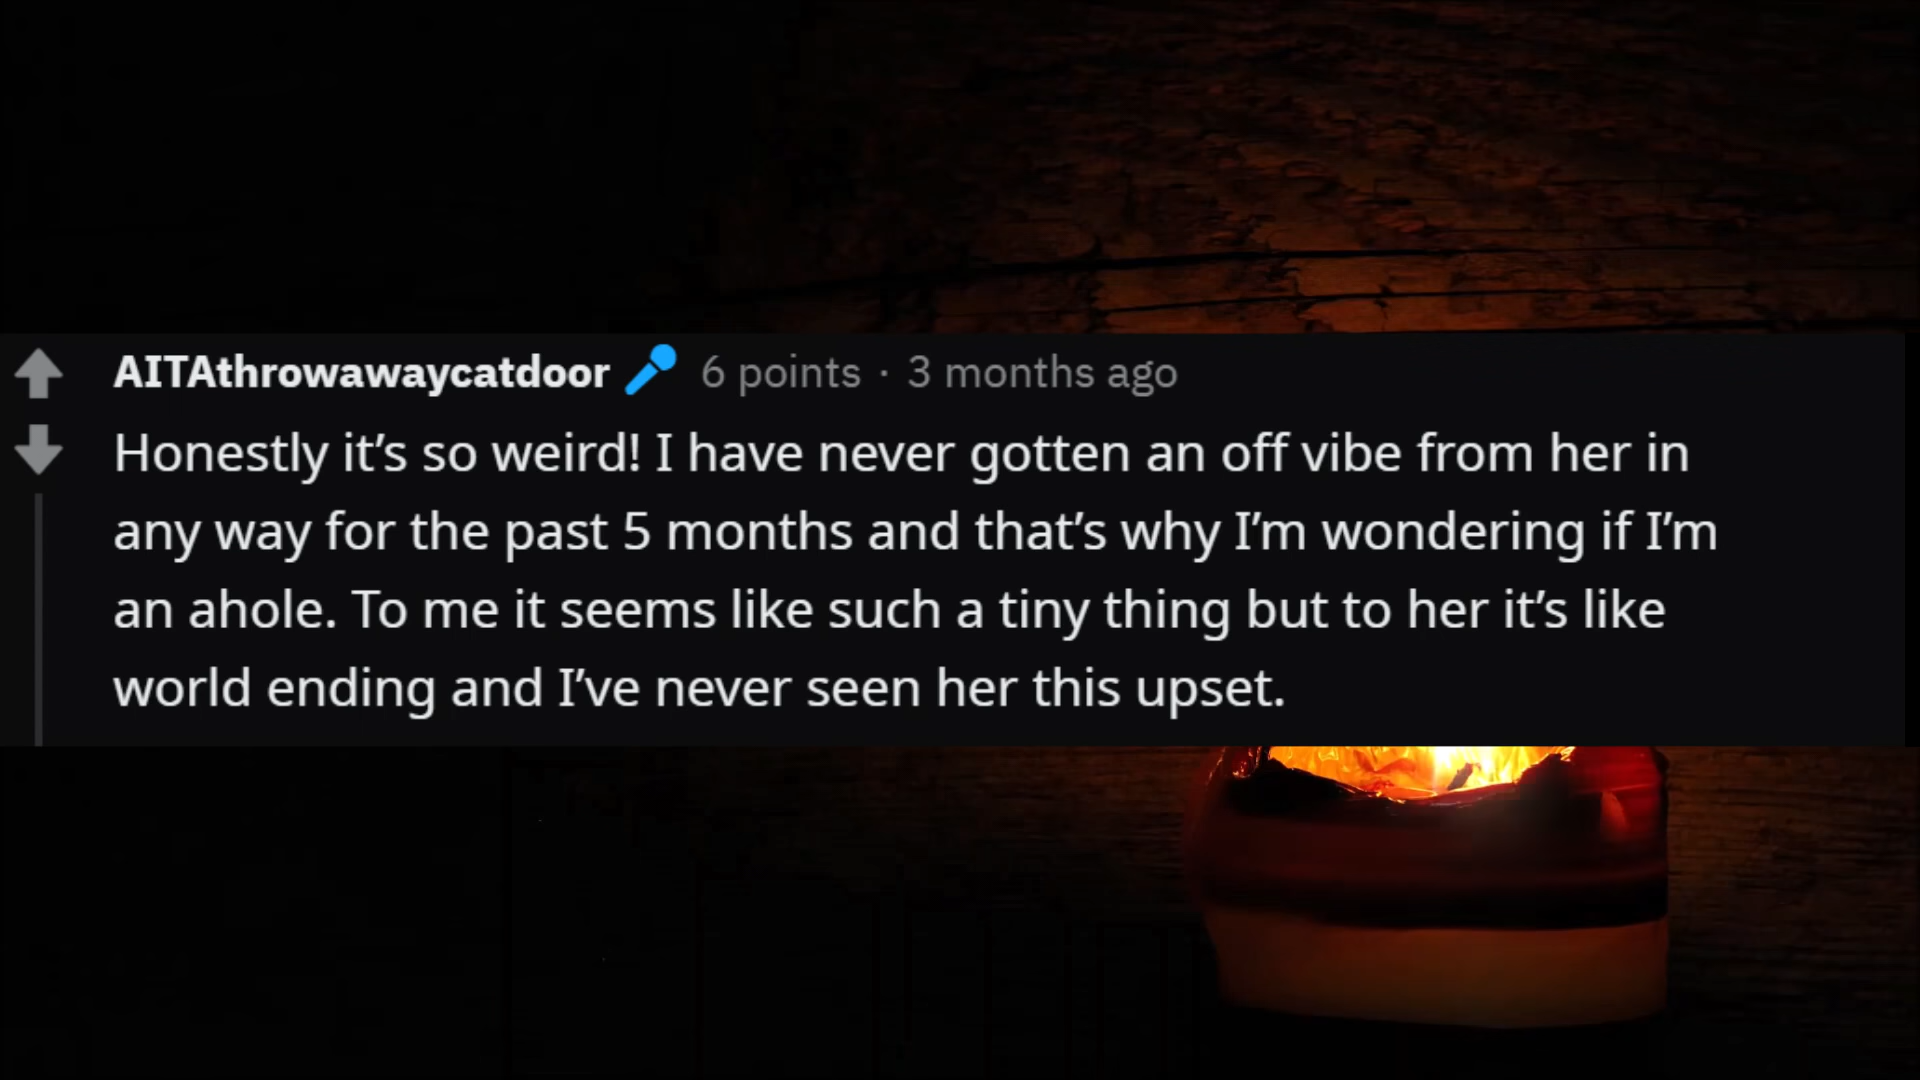 AITAthrowawaycatdoor 6 points · 3 months ago
Honestly it’s so weird! I have never gotten an off vibe from her in
any way for the past 5 months and that’s why I’m wondering if I’m
an ahole. To me it seems like such a tiny thing but to her it’s like
world ending and I’ve never seen her this upset.